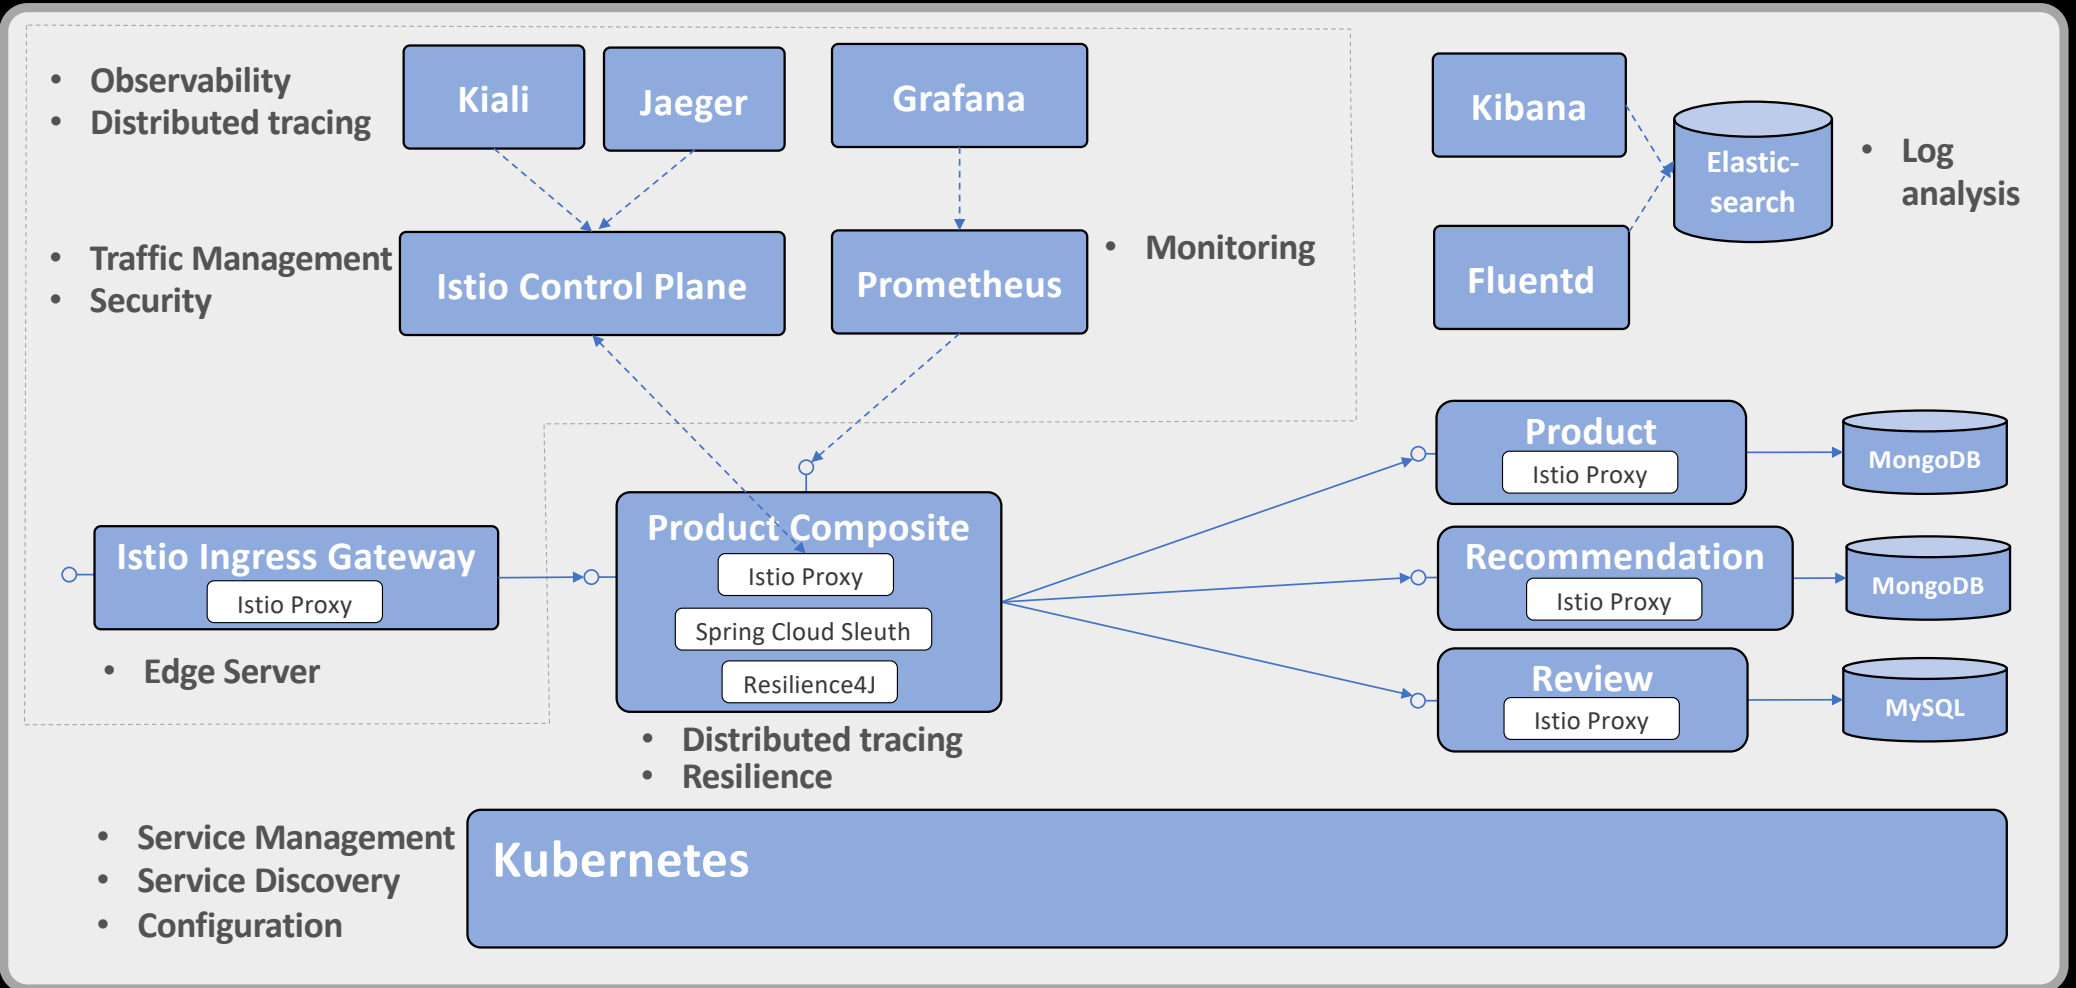 • Observability
• Distributed tracing
Kiali
Jaeger
Grafana
Kibana
Elastic-
search
• Log
analysis
• Traffic Management
• Security
Istio Control Plane
Prometheus
• Monitoring
Fluentd
Istio Ingress Gateway
Istio Proxy
• Edge Server
Product Composite
Istio Proxy
Spring Cloud Sleuth
Resilience4J
• Distributed tracing
• Resilience
Product
Istio Proxy
MongoDB
Recommendation
Istio Proxy
MongoDB
Review
Istio Proxy
MySQL
• Service Management
• Service Discovery
• Configuration
Kubernetes